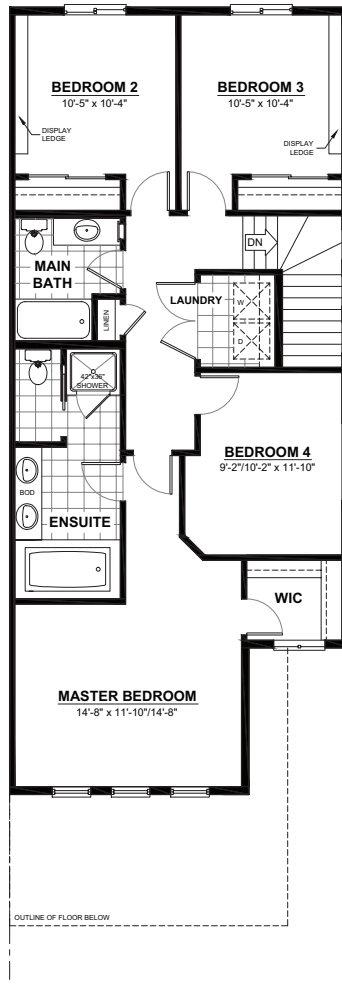 BEDROOM 2
10'-5" x 10'-4"
BEDROOM 3
10'-5" x 10'-4"
DISPLAY
LEDGE
DISPLAY
LEDGE
DN
MAIN
BATH
LINEN
LAUNDRY
W
D
42"x36"
SHOWER
BEDROOM 4
9'-2"/10'-2" x 11'-10"
BOD
ENSUITE
WIC
MASTER BEDROOM
14'-8" x 11'-10"/14'-8"
OUTLINE OF FLOOR BELOW